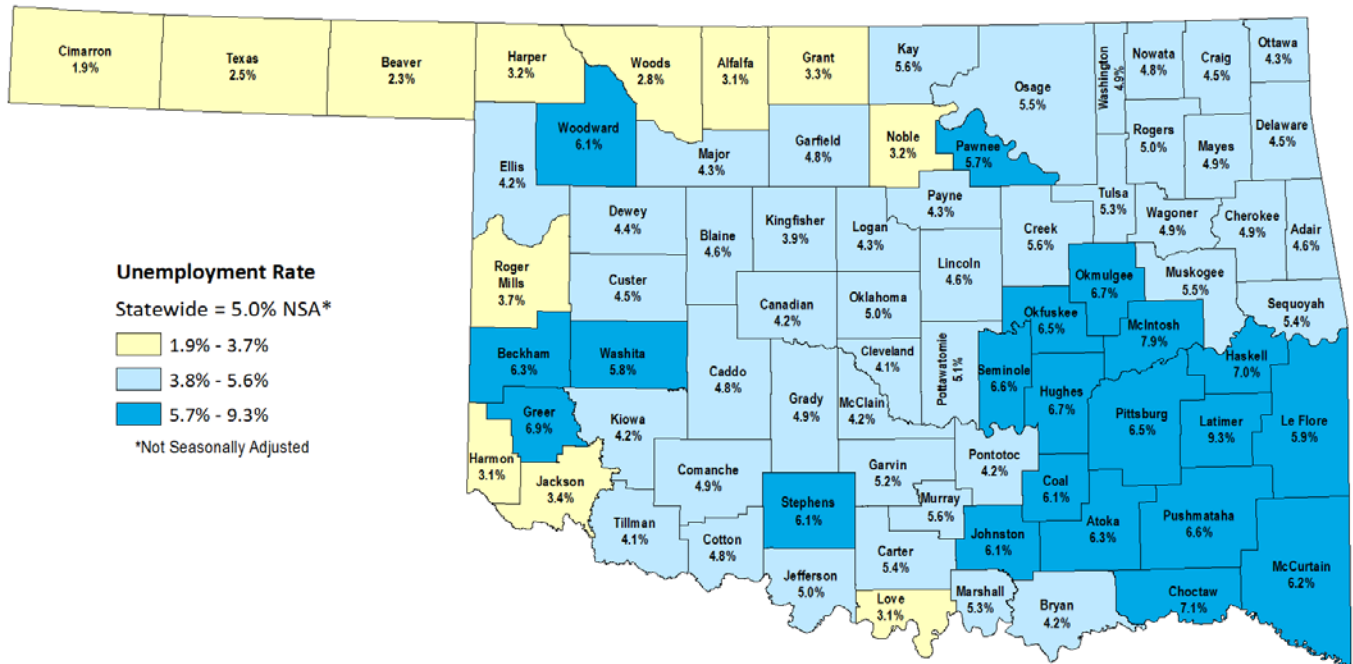 Cimarron
1.9%
Texas
2.5%
Beaver
2.3%
Harper
3.2%
Woods
2.8%
Alfalfa
3.1%
Grant
3.3%
Kay
5.6%
Osage
5.5%
Washington
4.9%
Nowata
4.8%
Craig
4.5%
Ottawa
4.3%
Woodward
6.1%
Ellis
4.2%
Major
4.3%
Garfield
4.8%
Noble
3.2%
Pawnee
5.7%
Rogers
5.0%
Mayes
4.9%
Delaware
4.5%
Dewey
4.4%
Blaine
4.6%
Kingfisher
3.9%
Logan
4.3%
Payne
4.3%
Creek
5.6%
Tulsa
5.3%
Wagoner
4.9%
Cherokee
4.9%
Adair
4.6%
Roger
Mills
3.7%
Custer
4.5%
Canadian
4.2%
Oklahoma
5.0%
Lincoln
4.6%
Okmulgee
6.7%
Muskogee
5.5%
Sequoyah
5.4%
Unemployment Rate
Statewide = 5.0% NSA*
1.9% - 3.7%
3.8% - 5.6%
5.7% - 9.3%
*Not Seasonally Adjusted
Beckham
6.3%
Washita
5.8%
Caddo
4.8%
Grady
4.9%
Cleveland
4.1%
McClain
4.2%
Pottawatomie
5.1%
Seminole
6.6%
Okfuskee
6.5%
McIntosh
7.9%
Haskell
7.0%
Hughes
6.7%
Pittsburg
6.5%
Latimer
9.3%
Le Flore
5.9%
Greer
6.9%
Kiowa
4.2%
Harmon
3.1%
Jackson
3.4%
Comanche
4.9%
Stephens
6.1%
Garvin
5.2%
Pontotoc
4.2%
Coal
6.1%
Murray
5.6%
Tillman
4.1%
Cotton
4.8%
Jefferson
5.0%
Carter
5.4%
Johnston
6.1%
Atoka
6.3%
Pushmataha
6.6%
McCurtain
6.2%
Love
3.1%
Marshall
5.3%
Bryan
4.2%
Choctaw
7.1%